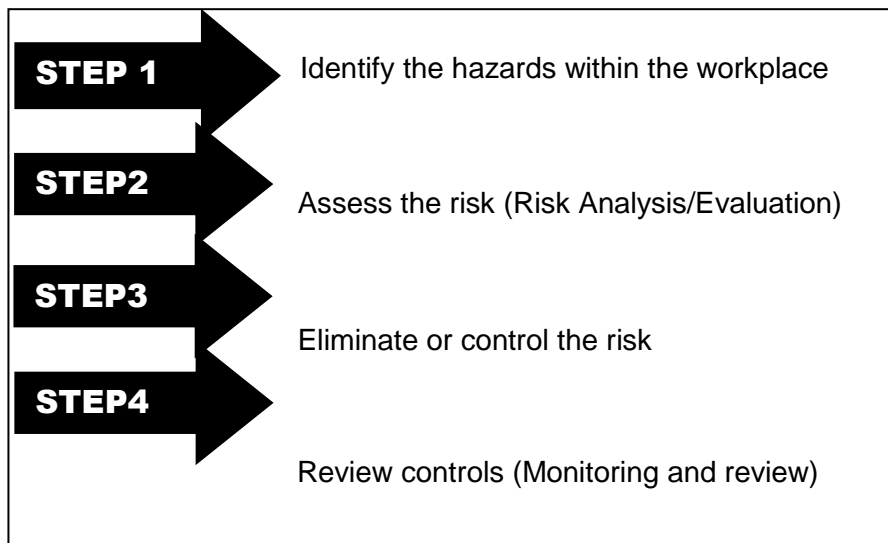 STEP 1
Identify the hazards within the workplace
STEP2
Assess the risk (Risk Analysis/Evaluation)
STEP3
Eliminate or control the risk
STEP4
Review controls (Monitoring and review)